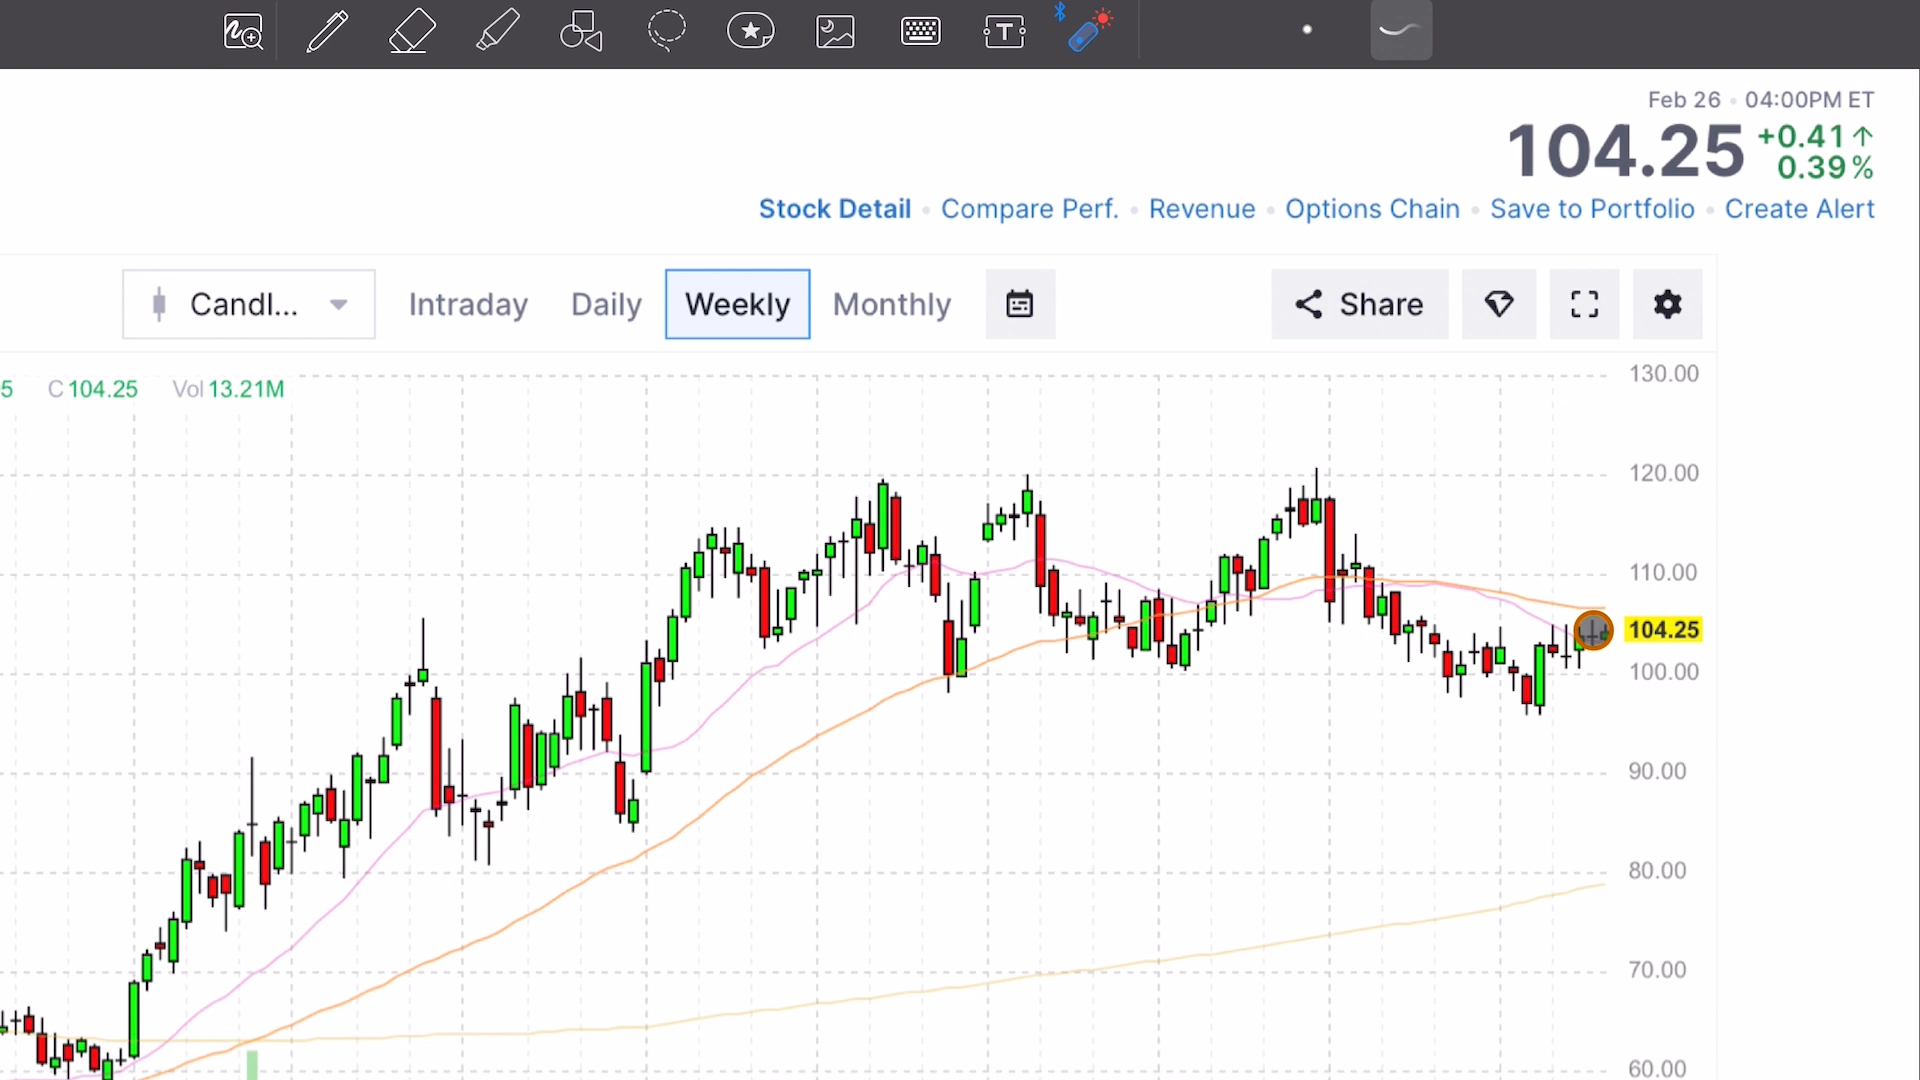 T
Feb 26 • 04:00PM ET
104.25 +0.41↑
0.39%
Stock Detail • Compare Perf. • Revenue • Options Chain • Save to Portfolio • Create Alert
Candl... Intraday Daily Weekly Monthly Share
5 C104.25 Vol 13.21M
130.00
120.00
110.00
104.25
100.00
90.00
80.00
70.00
60.00